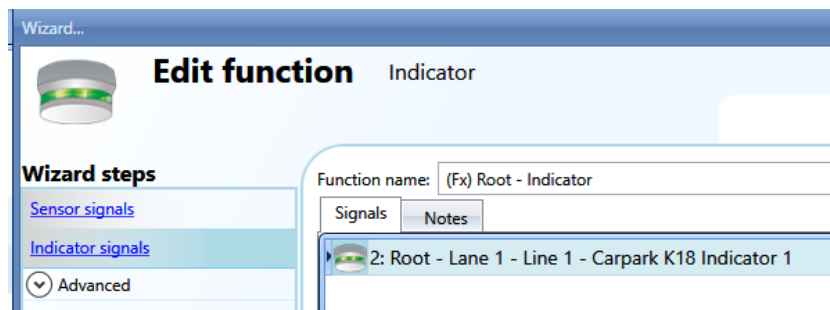 Wizard...
Edit function Indicator
Wizard steps
Sensor signals
Indicator signals
Advanced
Function name: (Fx) Root - Indicator
Signals Notes
2: Root - Lane 1 - Line 1 - Carpark K18 Indicator 1